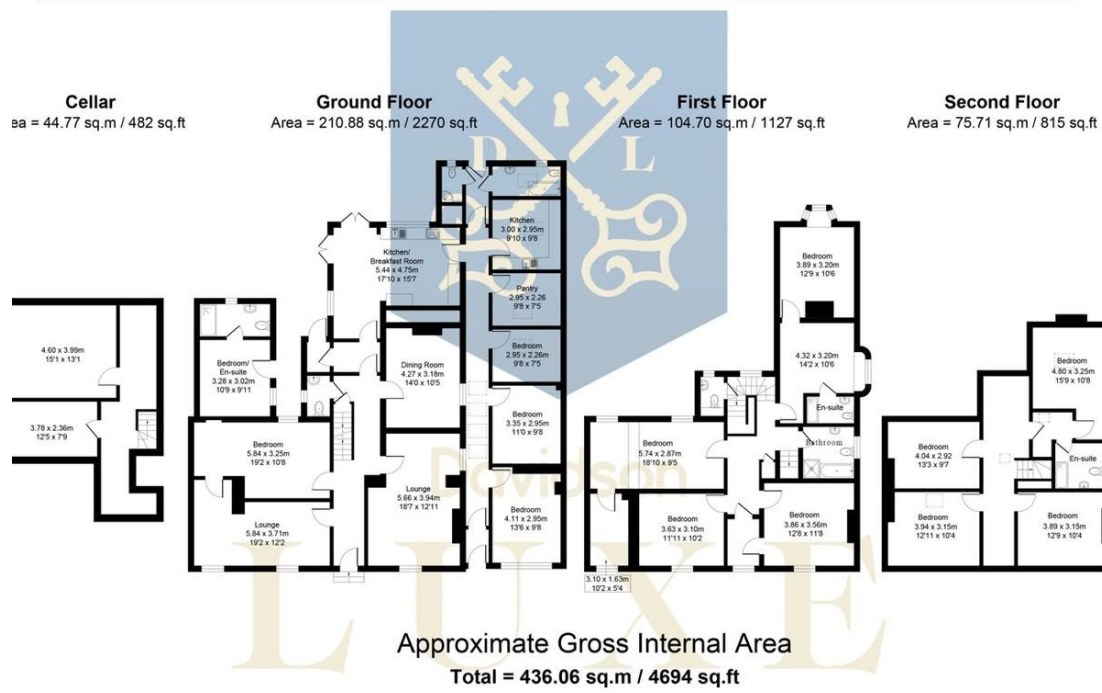 Cellar
ea = 44.77 sq.m / 482 sq.ft
4.60 x 3.99m
15'1 x 13'1
3.78 x 2.36m
12'5 x 7'9
Ground Floor
Area = 210.88 sq.m / 2270 sq.ft
Kitchen
3.00 x 2.95m
9'10 x 9'8
Kitchen/
Breakfast Room
5.44 x 4.75m
17'10 x 15'7
Pantry
2.95 x 2.26
9'8 x 7'5
Bedroom
2.95 x 2.26m
9'8 x 7'5
Dining Room
4.27 x 3.18m
14'0 x 10'5
Bedroom/
En-suite
3.28 x 3.02m
10'9 x 9'11
Bedroom
3.35 x 2.95m
11'0 x 9'8
Bedroom
5.84 x 3.25m
19'2 x 10'8
Lounge
5.66 x 3.94m
18'7 x 12'11
Lounge
5.84 x 3.71m
19'2 x 12'2
Bedroom
4.11 x 2.95m
13'6 x 9'8
First Floor
Area = 104.70 sq.m / 1127 sq.ft
Bedroom
3.89 x 3.20m
12'9 x 10'6
4.32 x 3.20m
14'2 x 10'6
En-suite
Bathroom
Bedroom
5.74 x 2.87m
18'10 x 9'5
Bedroom
3.63 x 3.10m
11'11 x 10'2
Bedroom
3.86 x 3.56m
12'8 x 11'8
3.10 x 1.63m
10'2 x 5'4
Second Floor
Area = 75.71 sq.m / 815 sq.ft
Bedroom
4.80 x 3.25m
15'9 x 10'8
Bedroom
4.04 x 2.92
13'3 x 9'7
En-suite
Bedroom
3.94 x 3.15m
12'11 x 10'4
Bedroom
3.89 x 3.15m
12'9 x 10'4
D L
Davidson
LUXE
Approximate Gross Internal Area
Total = 436.06 sq.m / 4694 sq.ft